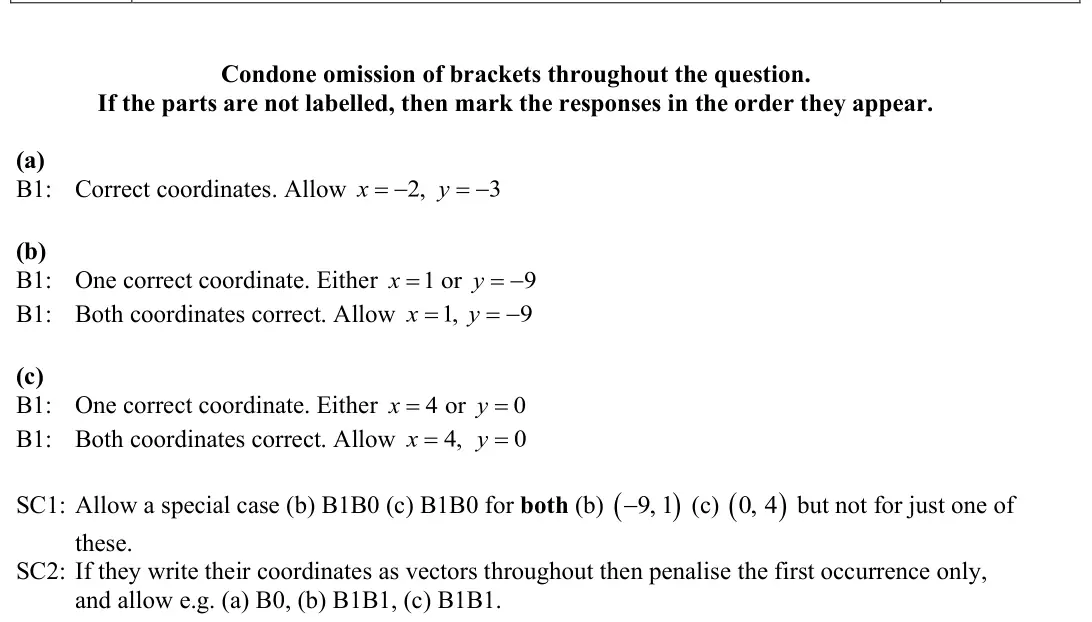 Condone omission of brackets throughout the question.
If the parts are not labelled, then mark the responses in the order they appear.
(a)
B1: Correct coordinates. Allow x = −2, y = −3
(b)
B1: One correct coordinate. Either x = 1 or y = −9
B1: Both coordinates correct. Allow x = 1, y = −9
(c)
B1: One correct coordinate. Either x = 4 or y = 0
B1: Both coordinates correct. Allow x = 4, y = 0
SC1: Allow a special case (b) B1B0 (c) B1B0 for both (b) (−9, 1) (c) (0, 4) but not for just one of
these.
SC2: If they write their coordinates as vectors throughout then penalise the first occurrence only,
and allow e.g. (a) B0, (b) B1B1, (c) B1B1.